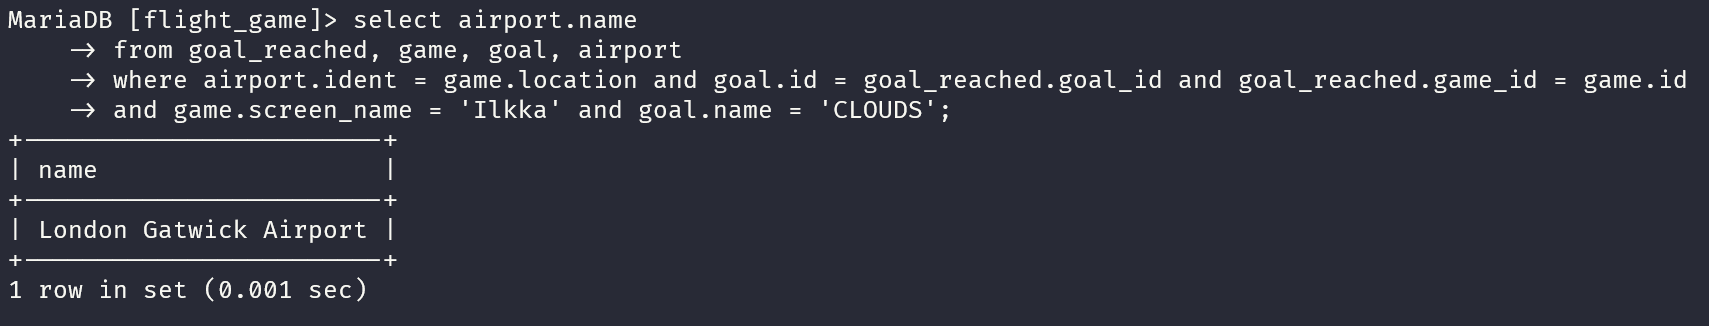 MariaDB [flight_game]> select airport.name
    -> from goal_reached, game, goal, airport
    -> where airport.ident = game.location and goal.id = goal_reached.goal_id and goal_reached.game_id = game.id
    -> and game.screen_name = 'Ilkka' and goal.name = 'CLOUDS';
+------------------------+
| name                   |
+------------------------+
| London Gatwick Airport |
+------------------------+
1 row in set (0.001 sec)